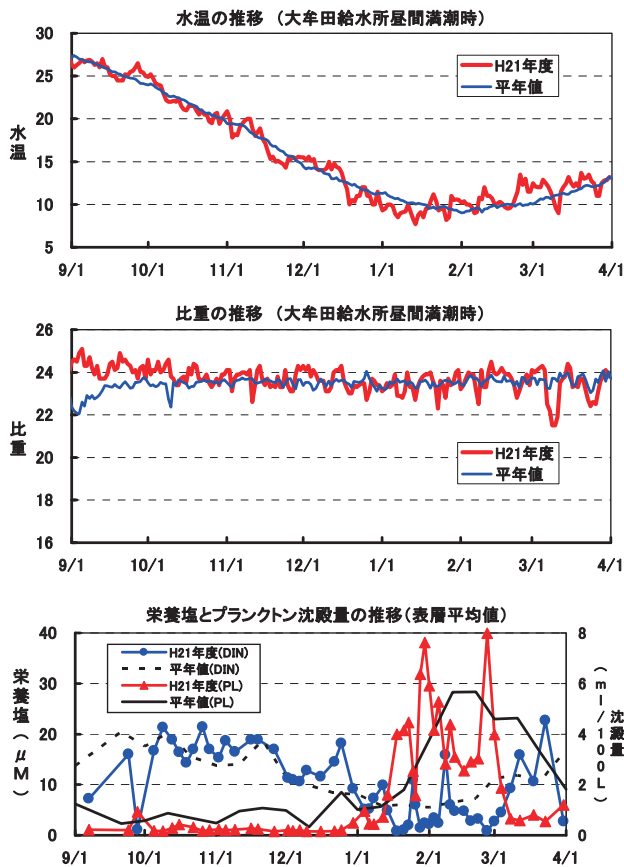 水温の推移 （大牟田給水所昼間満潮時）
30
25
20
15
10
5
水温
H21年度
平年値
9/1 10/1 11/1 12/1 1/1 2/1 3/1 4/1
比重の推移 （大牟田給水所昼間満潮時）
26
24
22
20
18
16
比重
H21年度
平年値
9/1 10/1 11/1 12/1 1/1 2/1 3/1 4/1
栄養塩とプランクトン沈殿量の推移(表層平均値)
40
30
20
10
0
栄養塩(μM)
H21年度(DIN)
平年値(DIN)
H21年度(PL)
平年値(PL)
8
6
4
2
0
沈殿量
(ml/100L)
9/1 10/1 11/1 12/1 1/1 2/1 3/1 4/1